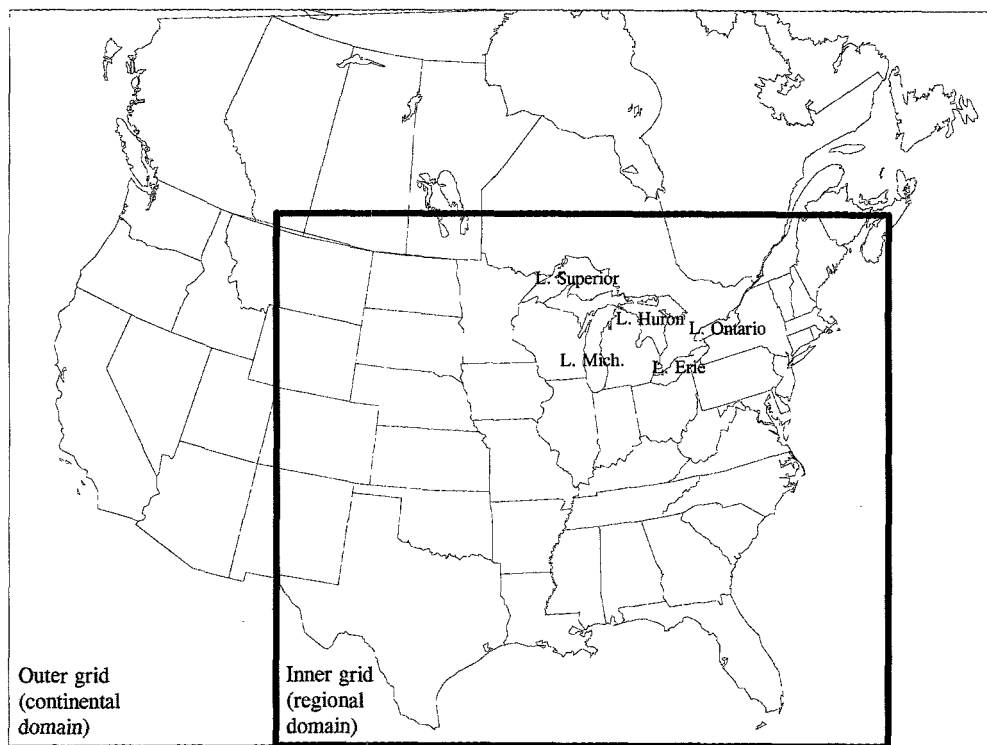 L. Superior
L. Huron
L. Ontario
L. Mich.
L. Erie
Outer grid
(continental
domain)
Inner grid
(regional
domain)